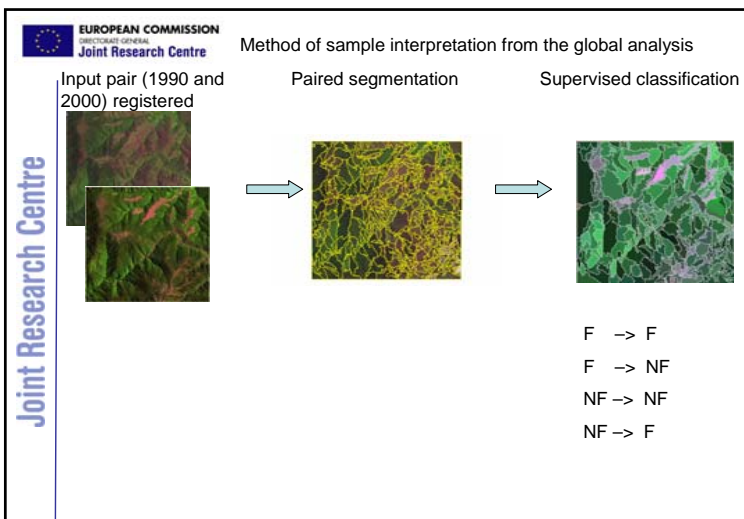 EUROPEAN COMMISSION
DIRECTORATE-GENERAL
Joint Research Centre
Method of sample interpretation from the global analysis
Input pair (1990 and
2000) registered
Paired segmentation
Supervised classification
Joint Research Centre
F –> F
F –> NF
NF –> NF
NF –> F